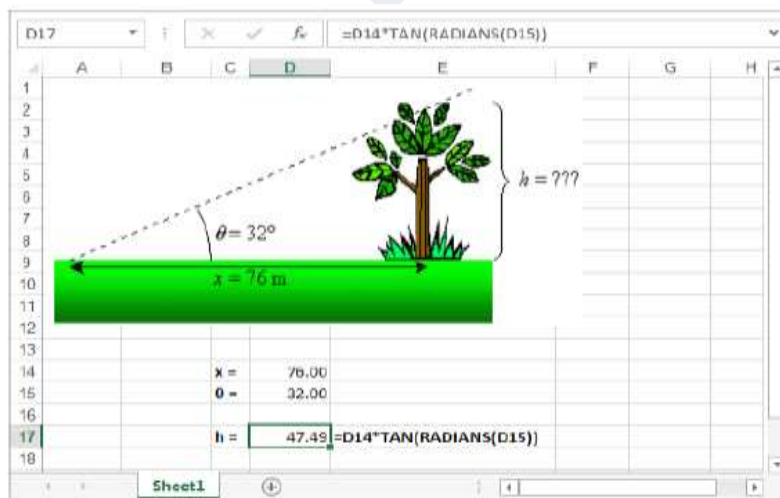 D17 fx =D14*TAN(RADIANS(D15))
A B C D E F G H
1
2
3
4
5
6
7
8
9
10
11
12
13
14
15
16
17
18
h = ???
θ = 32°
x = 76 m
x = 76.00
θ = 32.00
h = 47.49 =D14*TAN(RADIANS(D15))
Sheet1